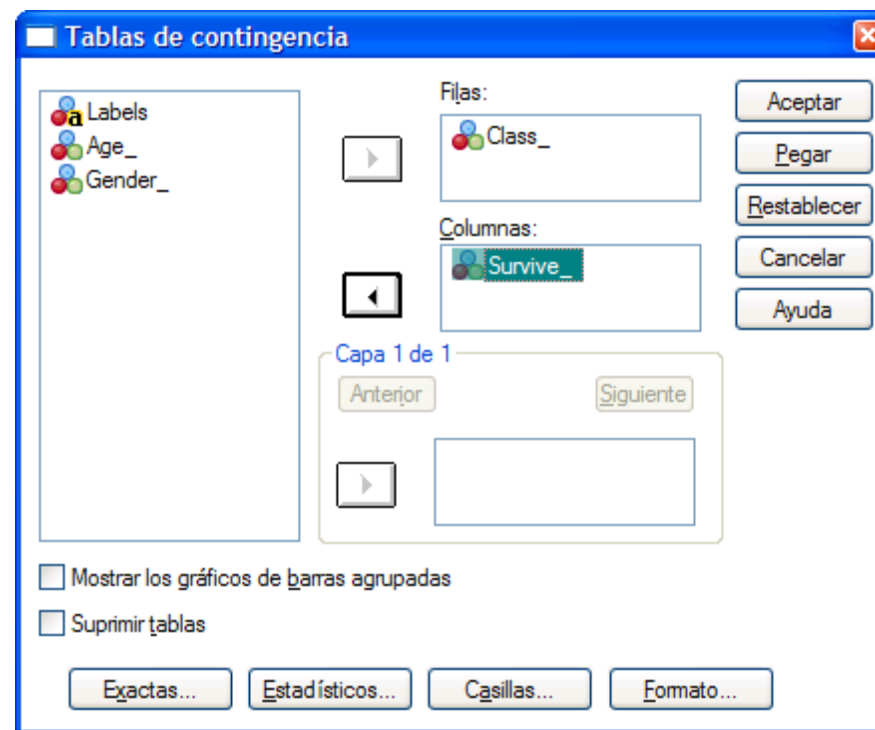 Tablas de contingencia
Labels
Age_
Gender_
Filas:
Class_
Columnas:
Survive_
Capa 1 de 1
Anterior
Siguiente
Aceptar
Pegar
Restablecer
Cancelar
Ayuda
Mostrar los gráficos de barras agrupadas
Suprimir tablas
Exactas...
Estadísticos...
Casillas...
Formato...